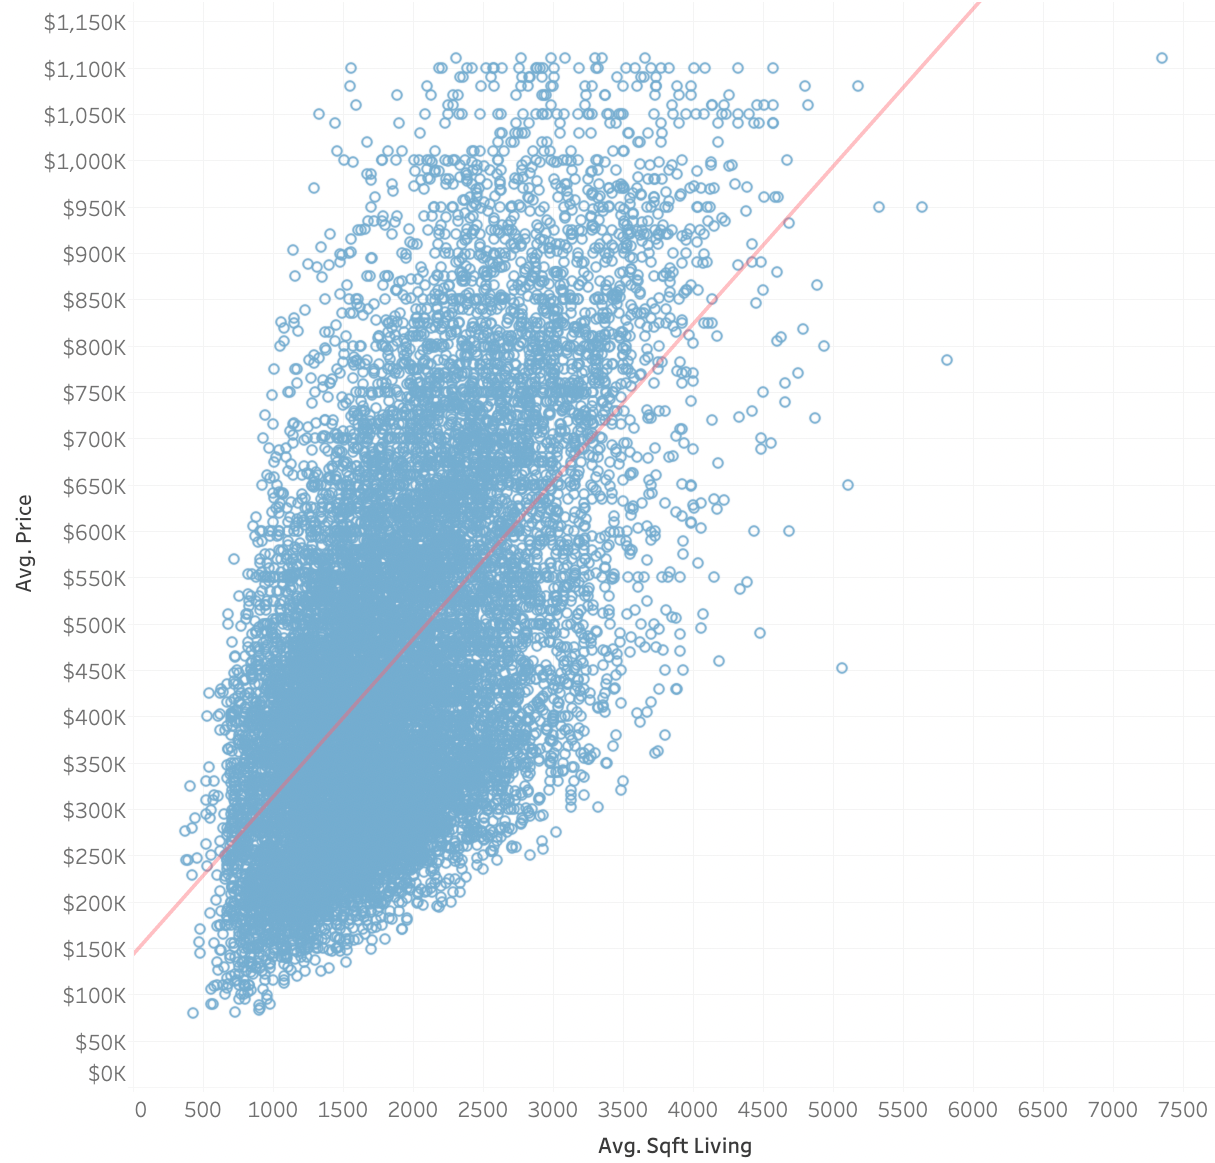 $1,150K
$1,100K
$1,050K
$1,000K
$950K
$900K
$850K
$800K
$750K
$700K
$650K
$600K
$550K
$500K
$450K
$400K
$350K
$300K
$250K
$200K
$150K
$100K
$50K
$0K
Avg. Price
0 500 1000 1500 2000 2500 3000 3500 4000 4500 5000 5500 6000 6500 7000 7500
Avg. Sqft Living